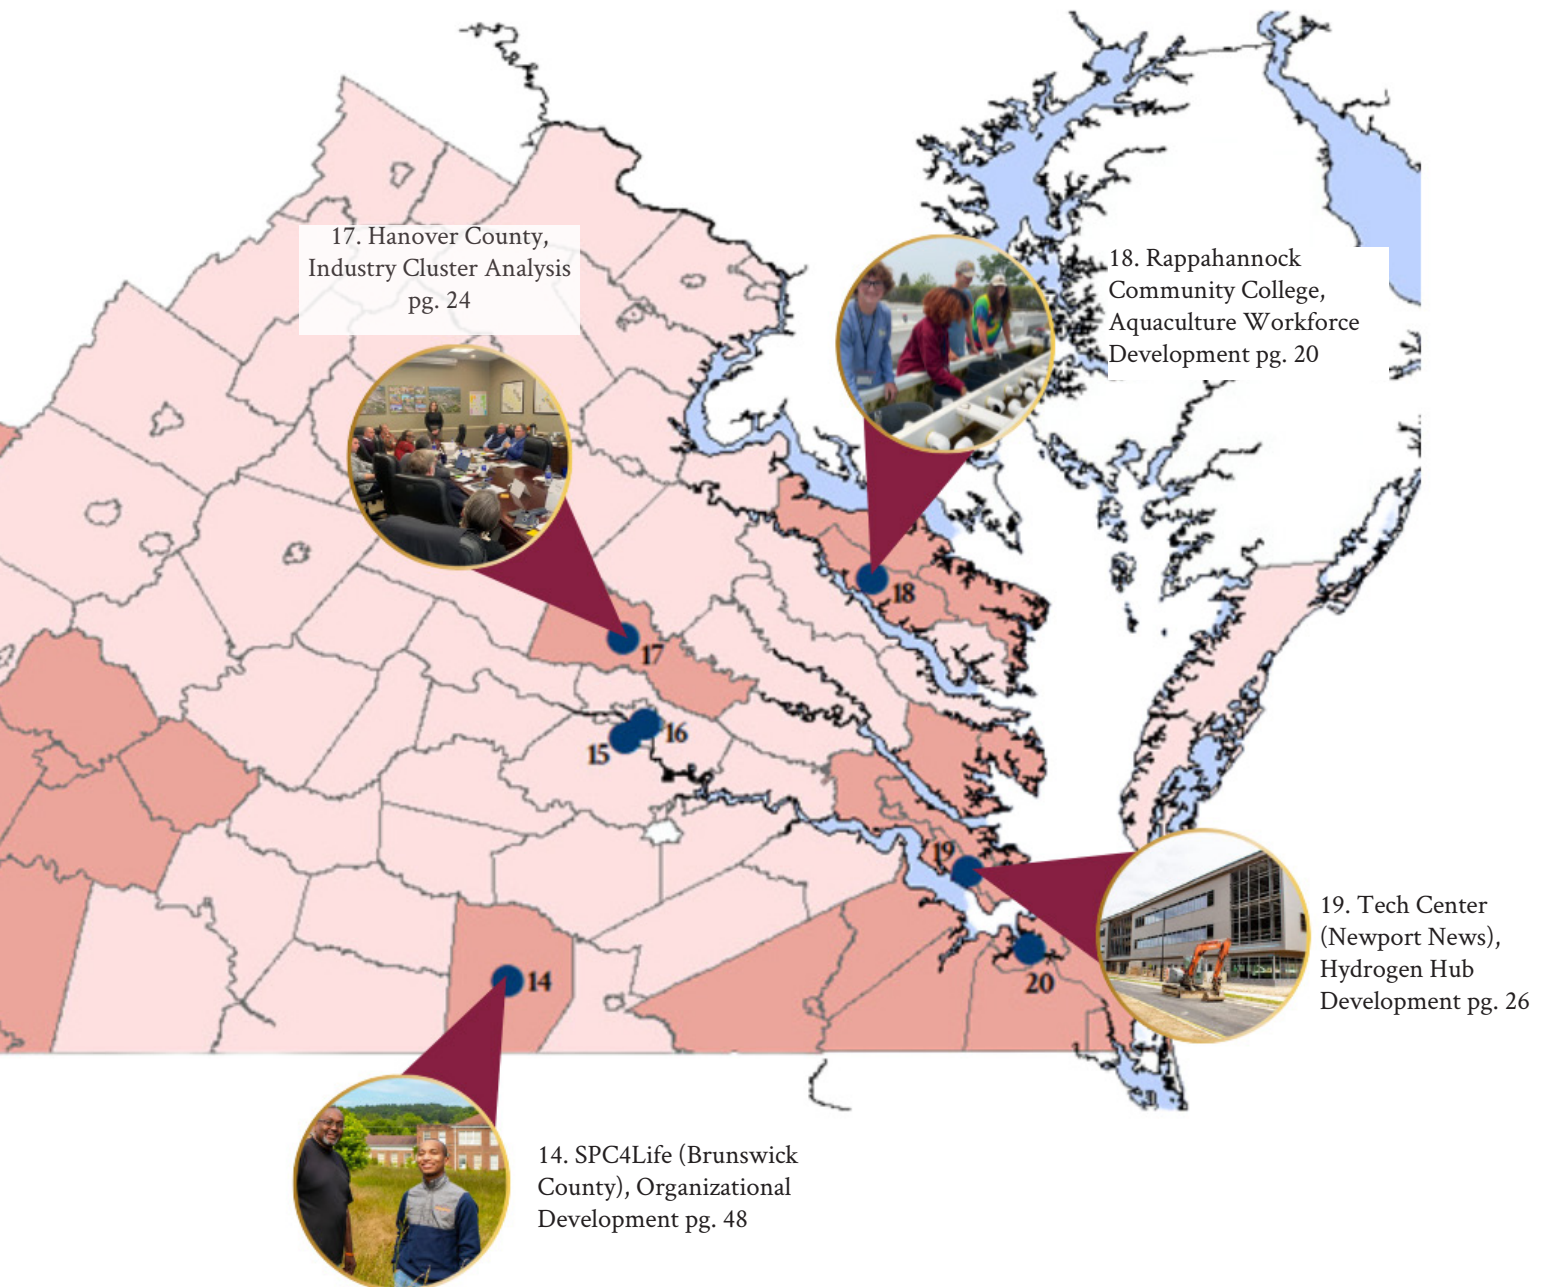 17. Hanover County,
Industry Cluster Analysis
pg. 24
18. Rappahannock
Community College,
Aquaculture Workforce
Development pg. 20
18
17
16
15
19
19. Tech Center
(Newport News),
Hydrogen Hub
Development pg. 26
14
20
14. SPC4Life (Brunswick
County), Organizational
Development pg. 48